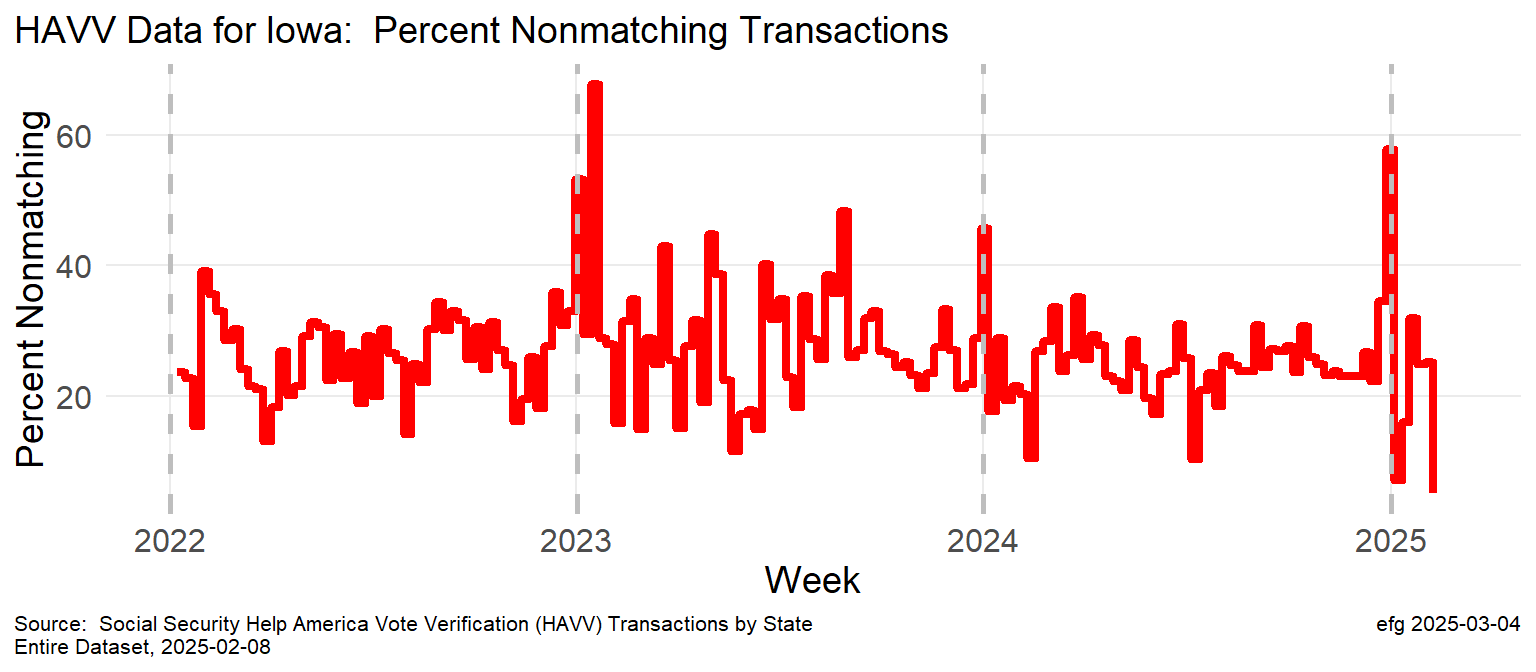 HAVV Data for Iowa:  Percent Nonmatching Transactions
Percent Nonmatching
60
40
20
2022
2023
2024
2025
Week
Source:  Social Security Help America Vote Verification (HAVV) Transactions by State
Entire Dataset, 2025-02-08
efg 2025-03-04